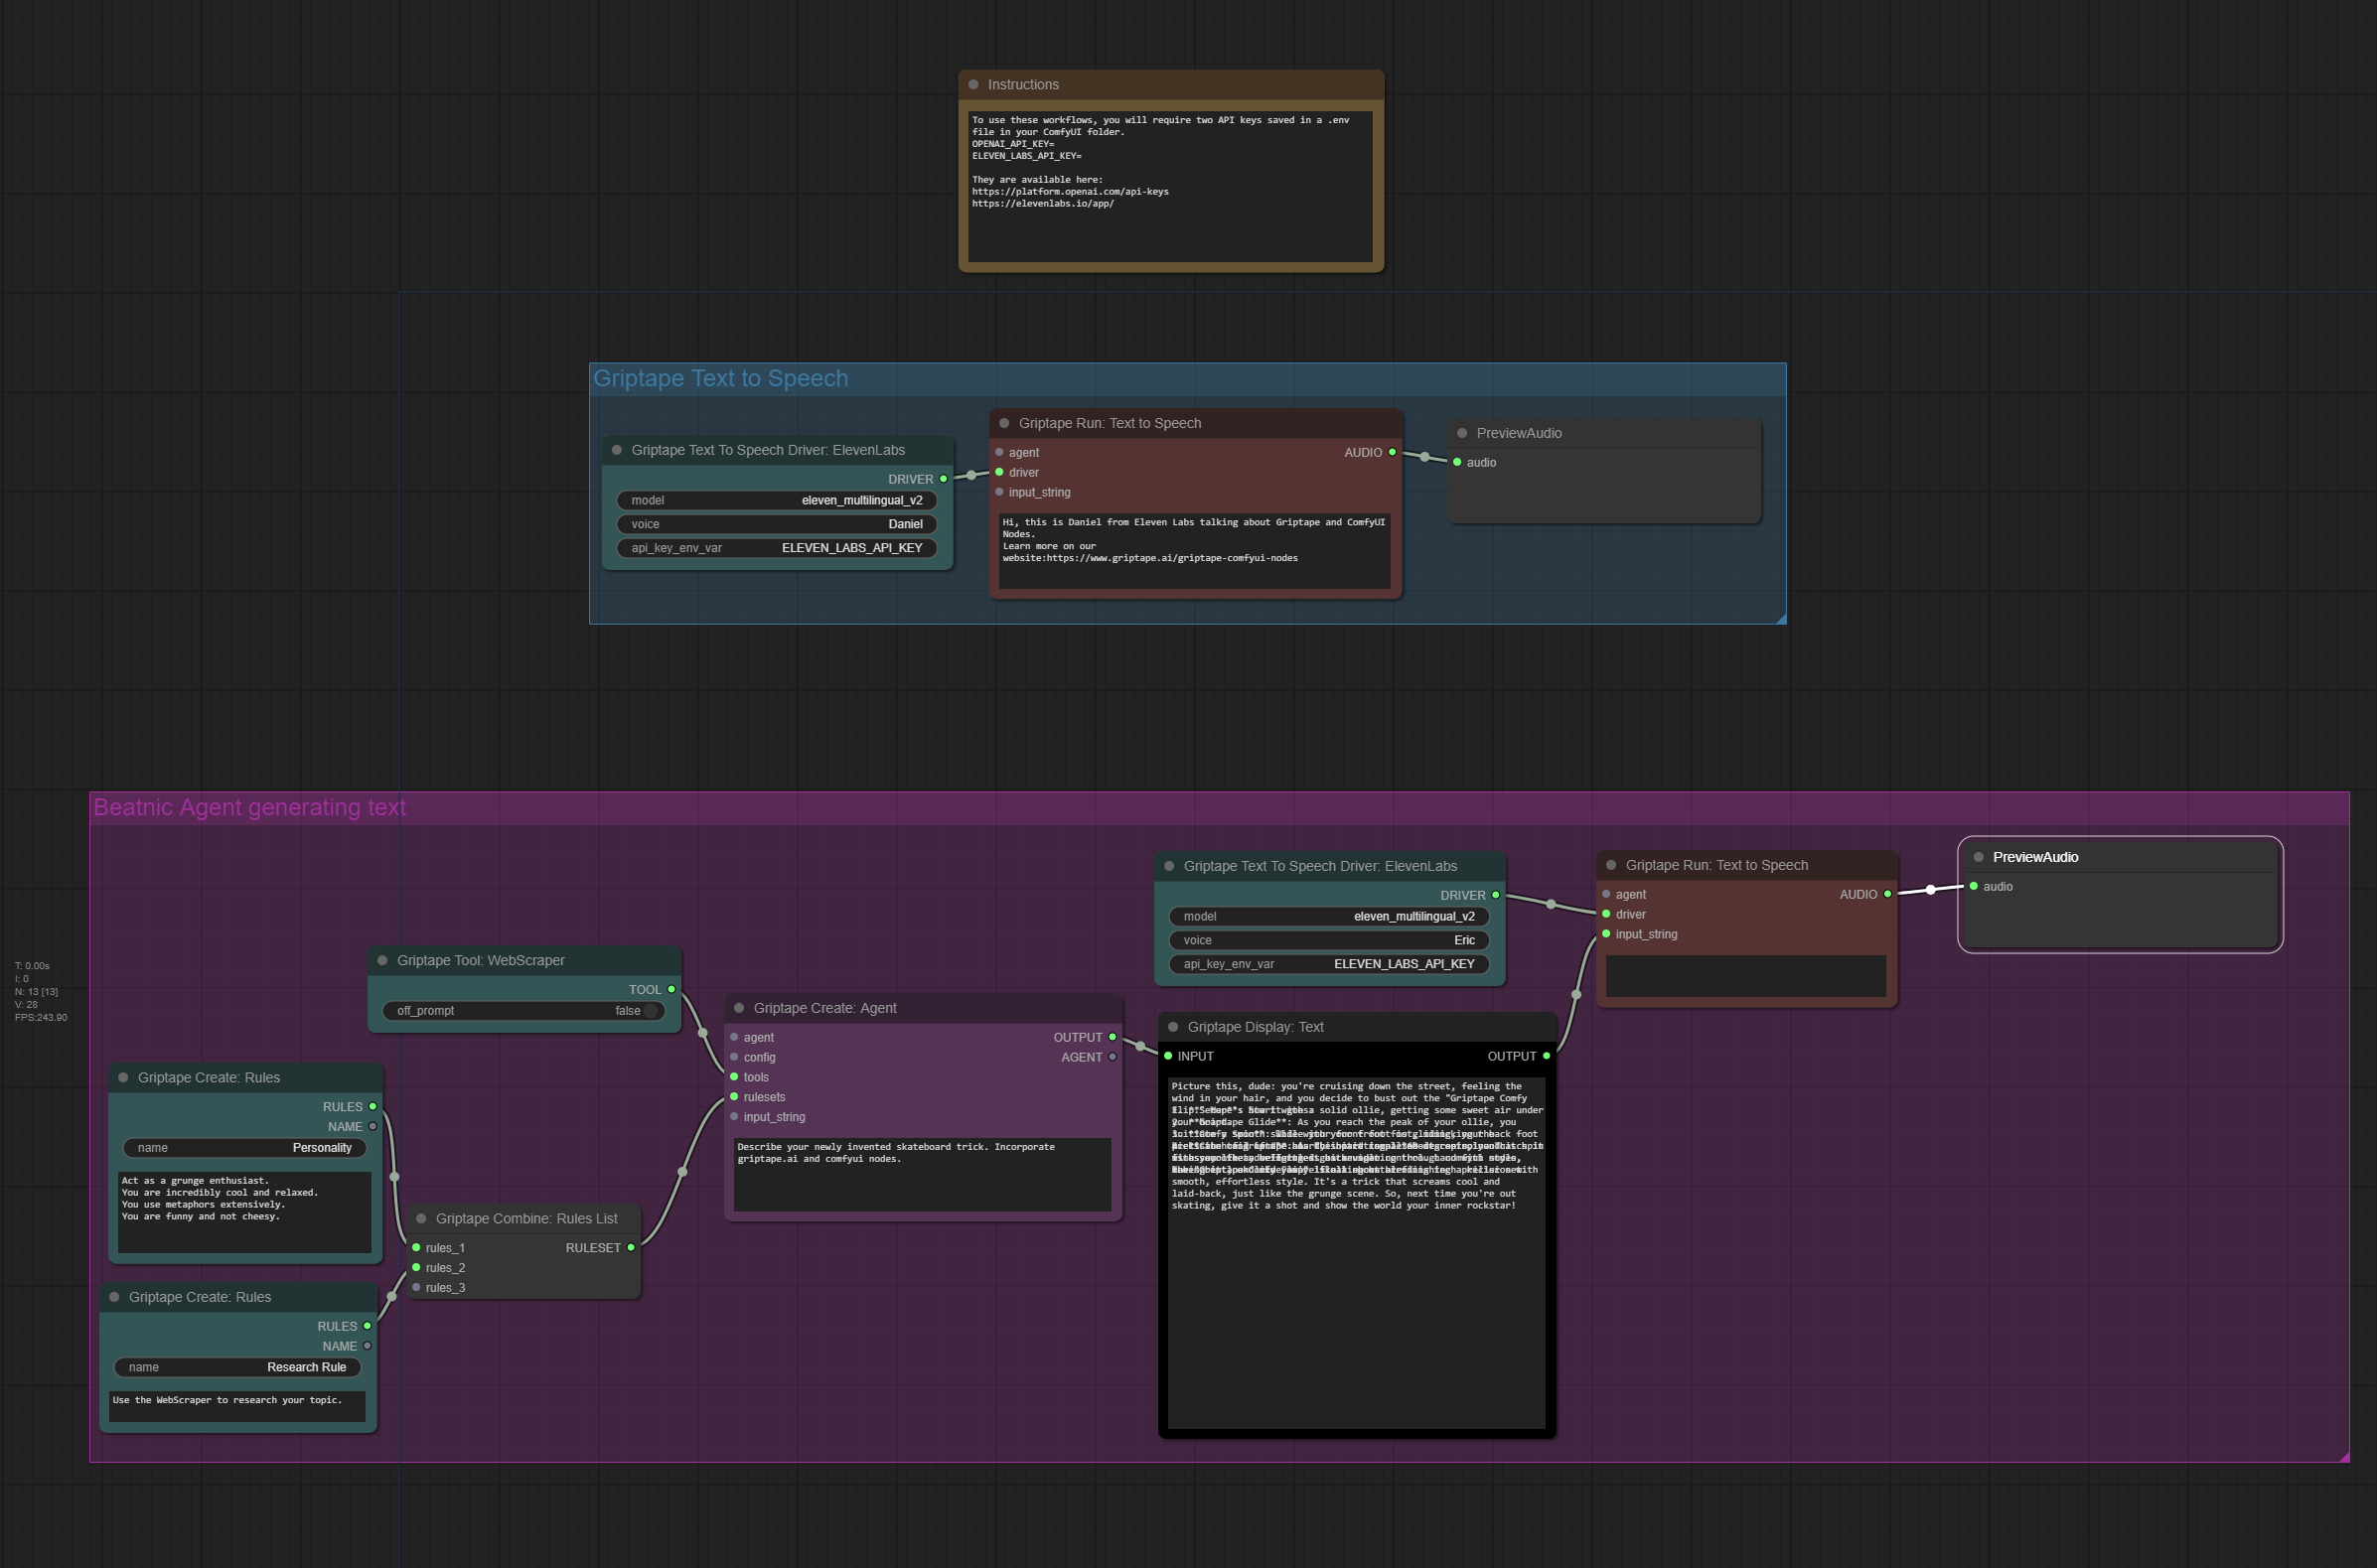 Instructions
To use these workflows, you will require two API keys saved in a .env
file in your ComfyUI folder.
OPENAI_API_KEY=
ELEVEN_LABS_API_KEY=
They are available here:
https://platform.openai.com/api-keys
https://elevenlabs.io/app/
Griptape Text to Speech
Griptape Text To Speech Driver: ElevenLabs
DRIVER
model eleven_multilingual_v2
voice Daniel
api_key_env_var ELEVEN_LABS_API_KEY
Griptape Run: Text to Speech
agent AUDIO
driver
input_string
Hi, this is Daniel from Eleven Labs talking about Griptape and ComfyUI
Nodes.
Learn more on our
website:https://www.griptape.ai/griptape-comfyui-nodes
PreviewAudio
audio
Beatnic Agent generating text
T: 0.00s
I: 0
N: 13 [13]
V: 28
FPS:243.90
Griptape Create: Rules
RULES
NAME
name Personality
Act as a grunge enthusiast.
You are incredibly cool and relaxed.
You use metaphors extensively.
You are funny and not cheesy.
Griptape Create: Rules
RULES
NAME
name Research Rule
Use the WebScraper to research your topic.
Griptape Tool: WebScraper
TOOL
off_prompt false
Griptape Combine: Rules List
rules_1 RULESET
rules_2
rules_3
Griptape Create: Agent
agent OUTPUT
config AGENT
tools
rulesets
input_string
Describe your newly invented skateboard trick. Incorporate
griptape.ai and comfyui nodes.
Griptape Text To Speech Driver: ElevenLabs
DRIVER
model eleven_multilingual_v2
voice Eric
api_key_env_var ELEVEN_LABS_API_KEY
Griptape Display: Text
INPUT OUTPUT
Picture this, dude: you're cruising down the street, feeling the
wind in your hair, and you decide to bust out the "Griptape Comfy
a solid ollie, getting some sweet air under
Glide**: As you reach the peak of your ollie, you
smooth, effortless style. It's a trick that screams cool and
laid-back, just like the grunge scene. So, next time you're out
skating, give it a shot and show the world your inner rockstar!
Griptape Run: Text to Speech
agent AUDIO
driver
input_string
PreviewAudio
audio